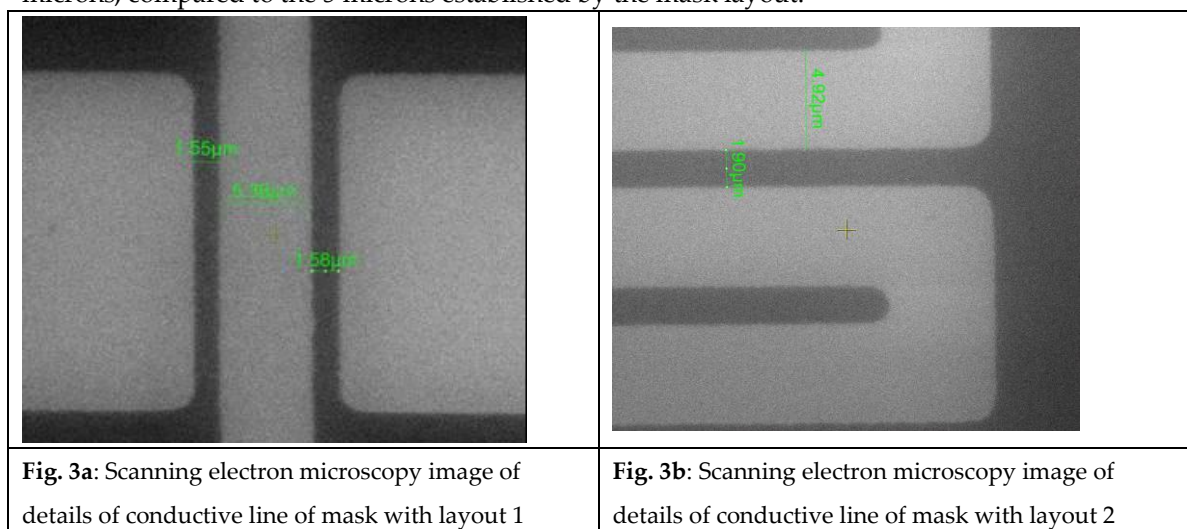 microns, compared to the 5 microns established by the mask layout.
1.55µm
1.58µm
4.92µm
1.90µm
Fig. 3a: Scanning electron microscopy image of
details of conductive line of mask with layout 1
Fig. 3b: Scanning electron microscopy image of
details of conductive line of mask with layout 2